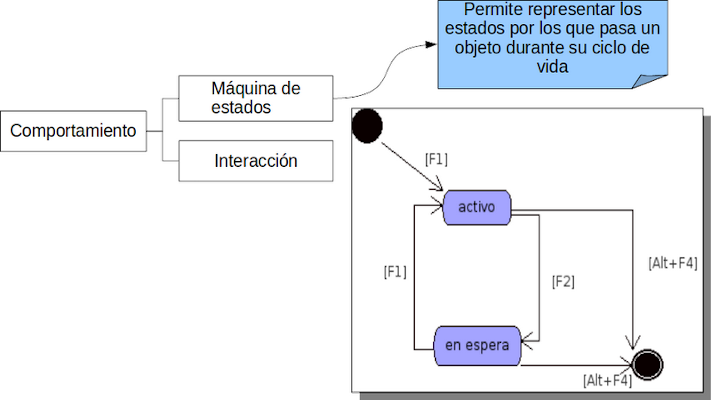 Permite representar los
estados por los que pasa un
objeto durante su ciclo de
vida
Máquina de
estados
Comportamiento
Interacción
[F1]
activo
[F1]
[F2]
[Alt+F4]
en espera
[Alt+F4]